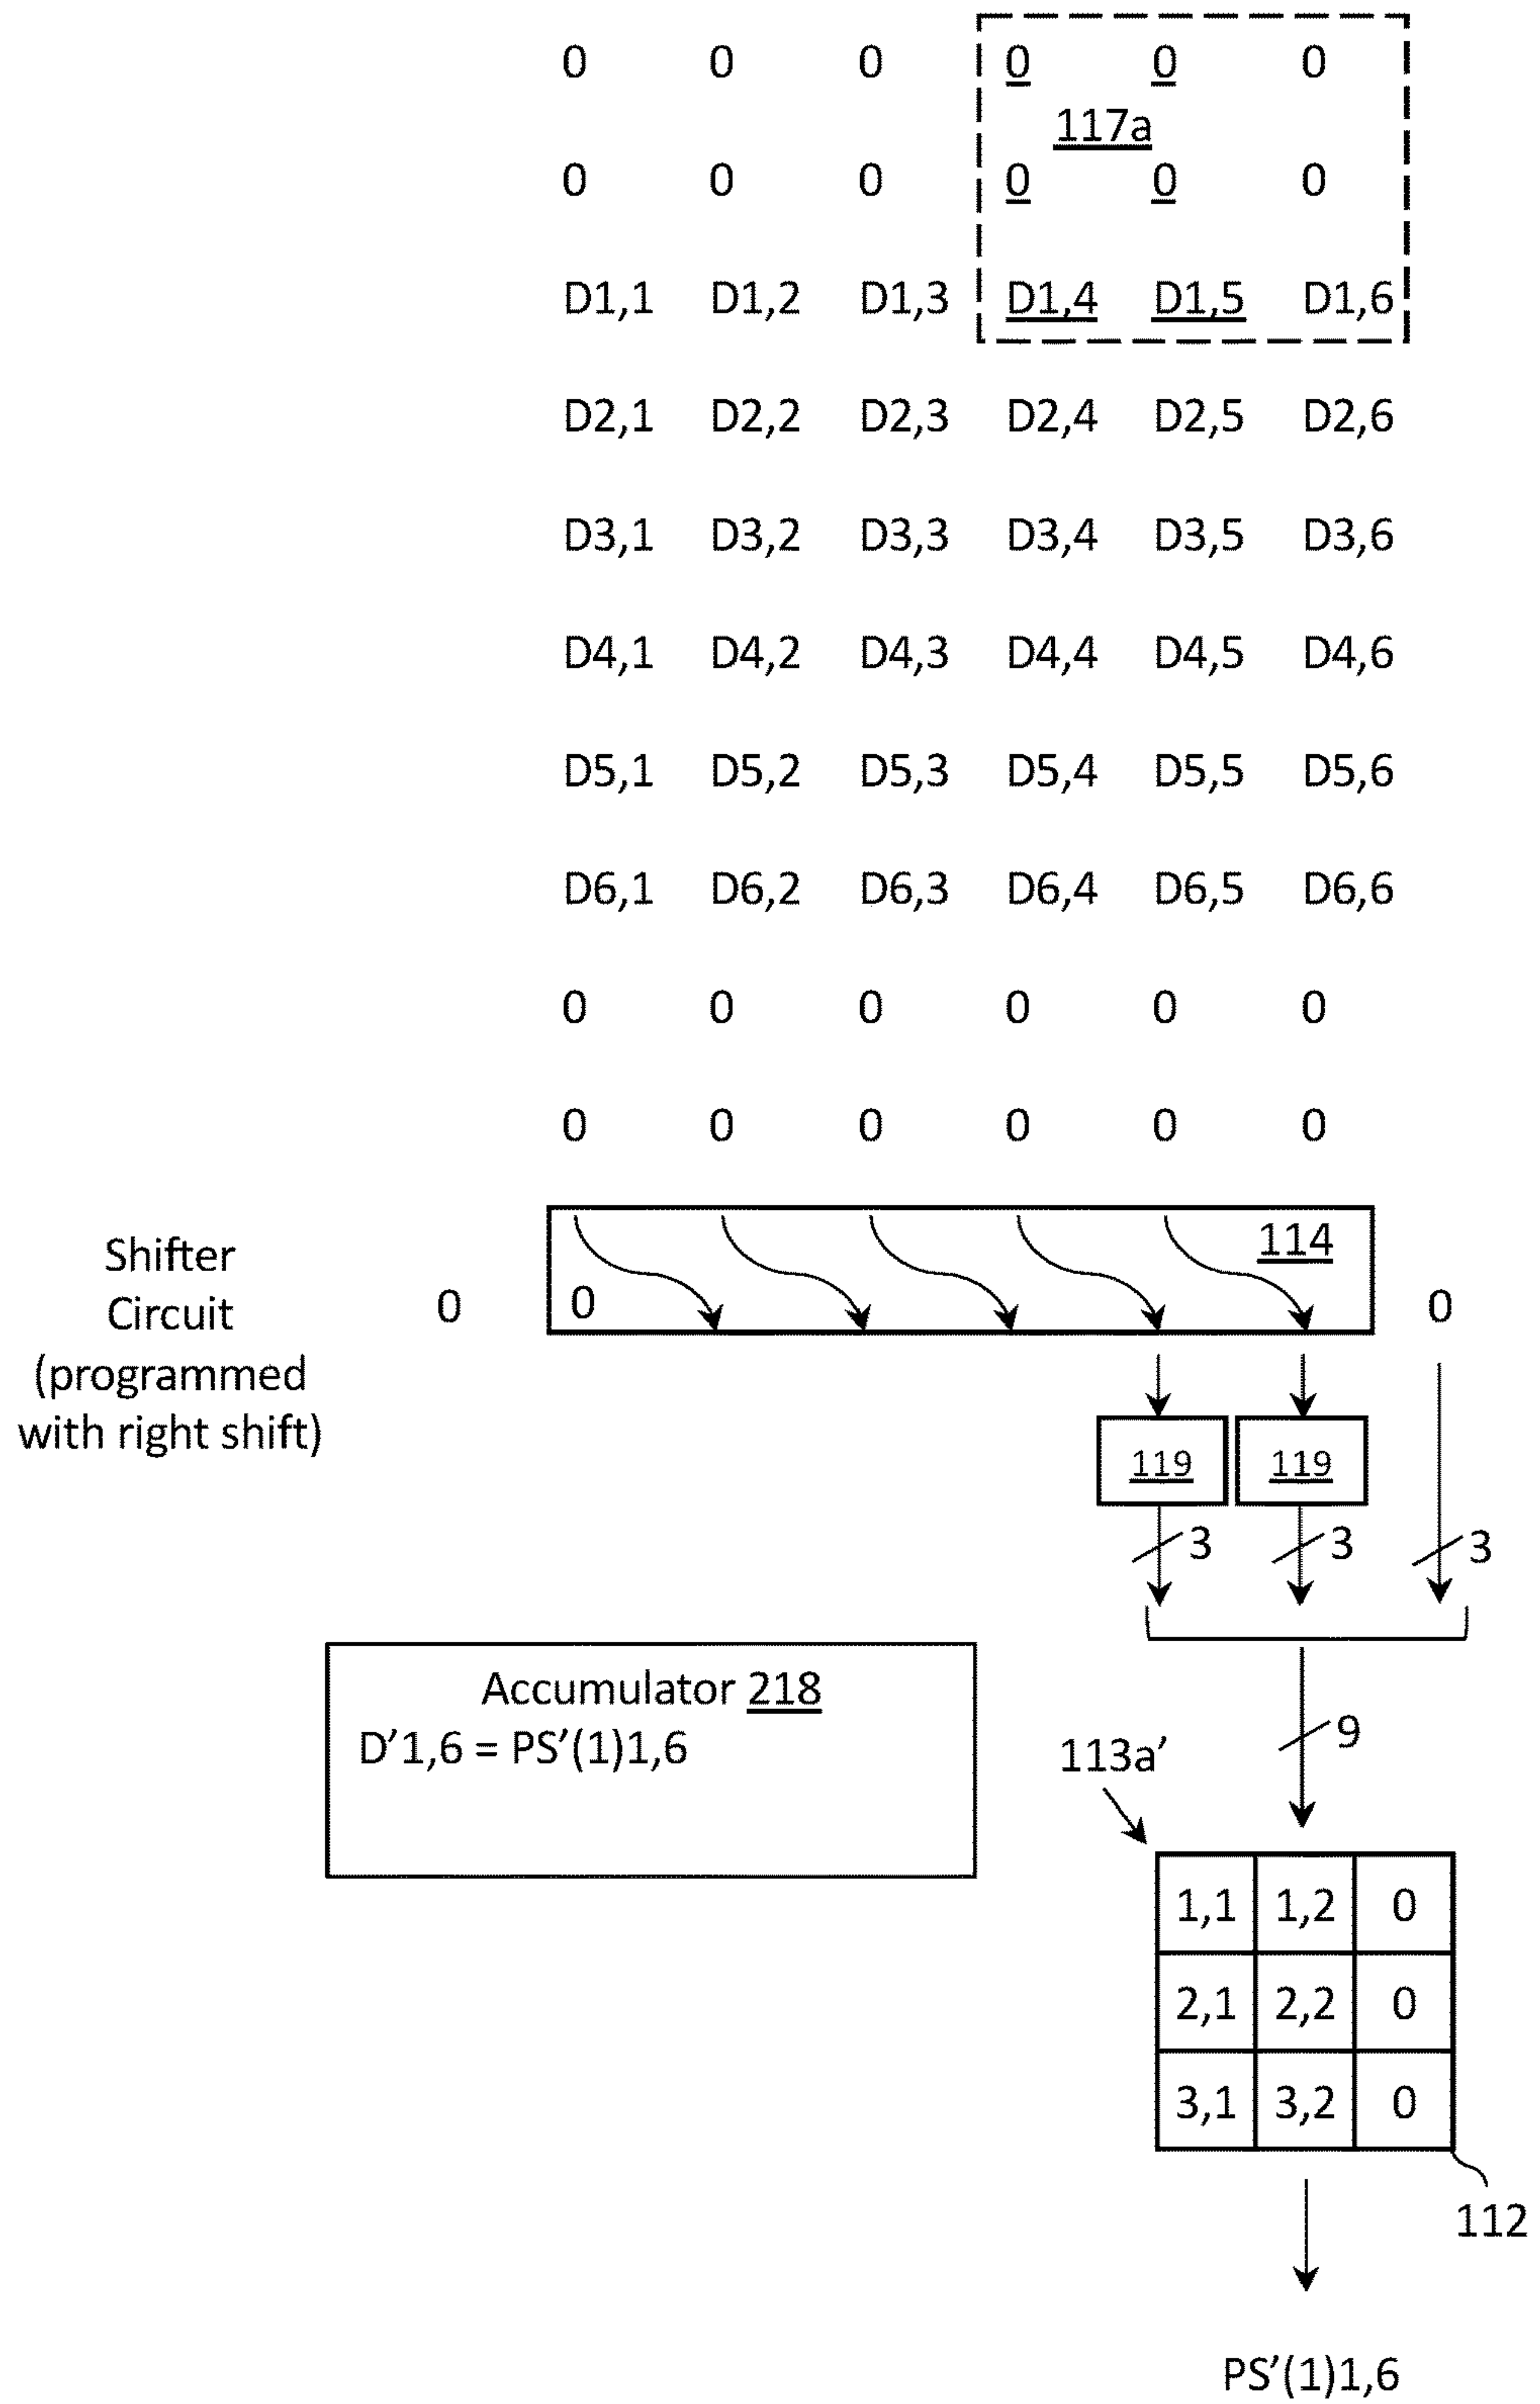 0 0 0 0 0 0
117a
0 0 0 0 0 0
D1,1 D1,2 D1,3 D1,4 D1,5 D1,6
D2,1 D2,2 D2,3 D2,4 D2,5 D2,6
D3,1 D3,2 D3,3 D3,4 D3,5 D3,6
D4,1 D4,2 D4,3 D4,4 D4,5 D4,6
D5,1 D5,2 D5,3 D5,4 D5,5 D5,6
D6,1 D6,2 D6,3 D6,4 D6,5 D6,6
0 0 0 0 0 0
0 0 0 0 0 0
Shifter
Circuit
(programmed
with right shift)
114
0 0 0
119 119
3 3 3
Accumulator 218
D’1,6 = PS’(1)1,6
9
113a’
1,1 1,2 0
2,1 2,2 0
3,1 3,2 0
112
PS’(1)1,6